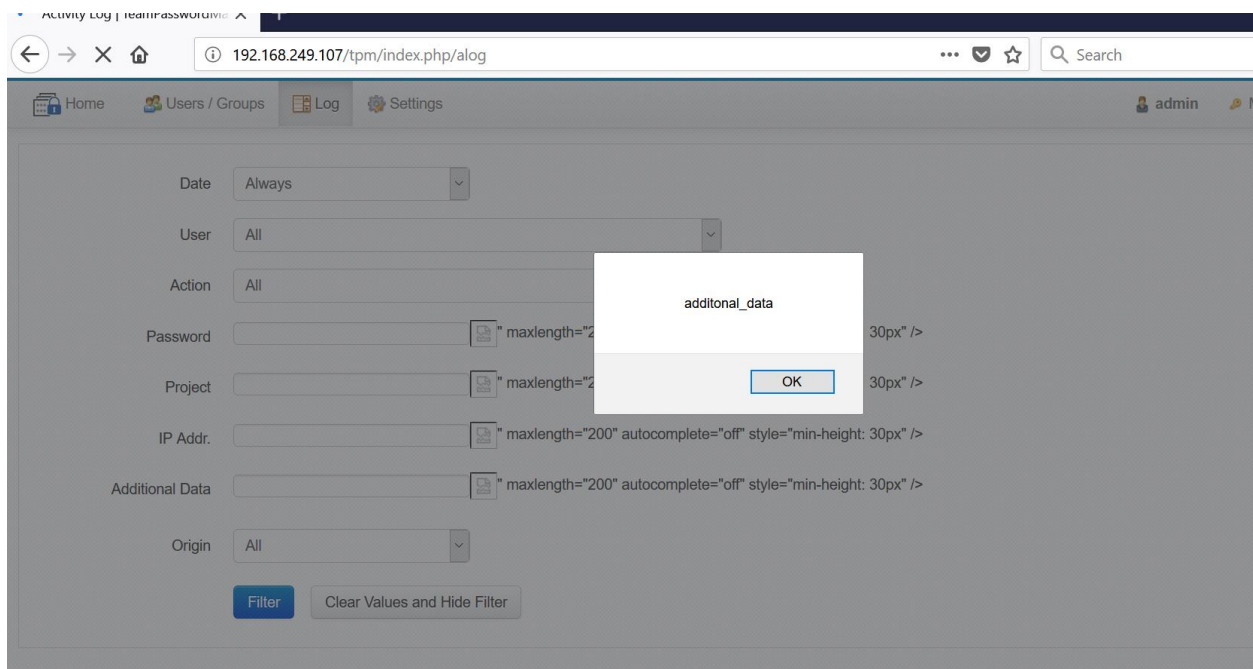 Activity Log | TeamPasswordMa
192.168.249.107/tpm/index.php/alog
Search
Home Users / Groups Log Settings admin
Date Always
User All
Action All
additonal_data
Password " maxlength="2 30px" />
OK
Project " maxlength="2 30px" />
IP Addr. " maxlength="200" autocomplete="off" style="min-height: 30px" />
Additional Data " maxlength="200" autocomplete="off" style="min-height: 30px" />
Origin All
Filter Clear Values and Hide Filter